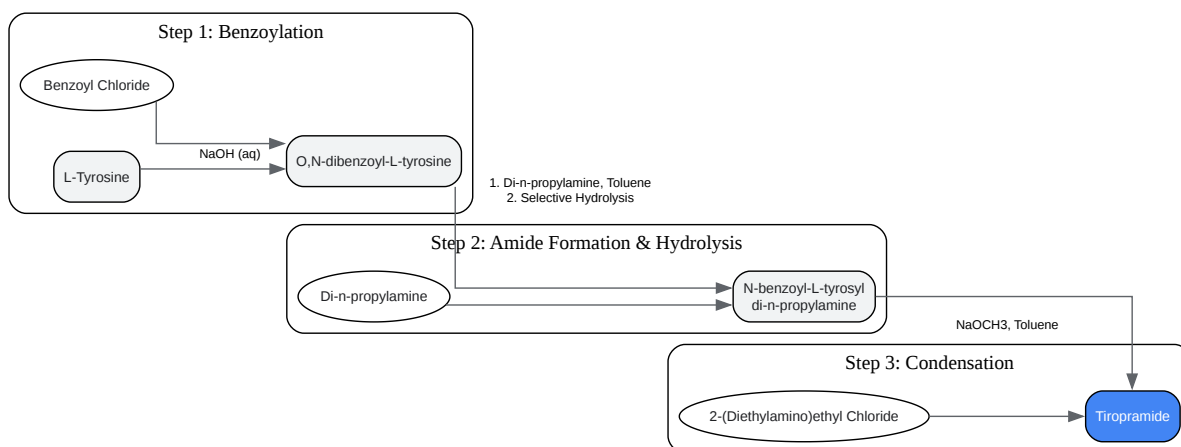 Step 1: Benzoylation
Benzoyl Chloride
NaOH (aq)
L-Tyrosine
O,N-dibenzoyl-L-tyrosine
1. Di-n-propylamine, Toluene
2. Selective Hydrolysis
Step 2: Amide Formation & Hydrolysis
Di-n-propylamine
N-benzoyl-L-tyrosyl
di-n-propylamine
NaOCH3, Toluene
Step 3: Condensation
2-(Diethylamino)ethyl Chloride
Tiropramide